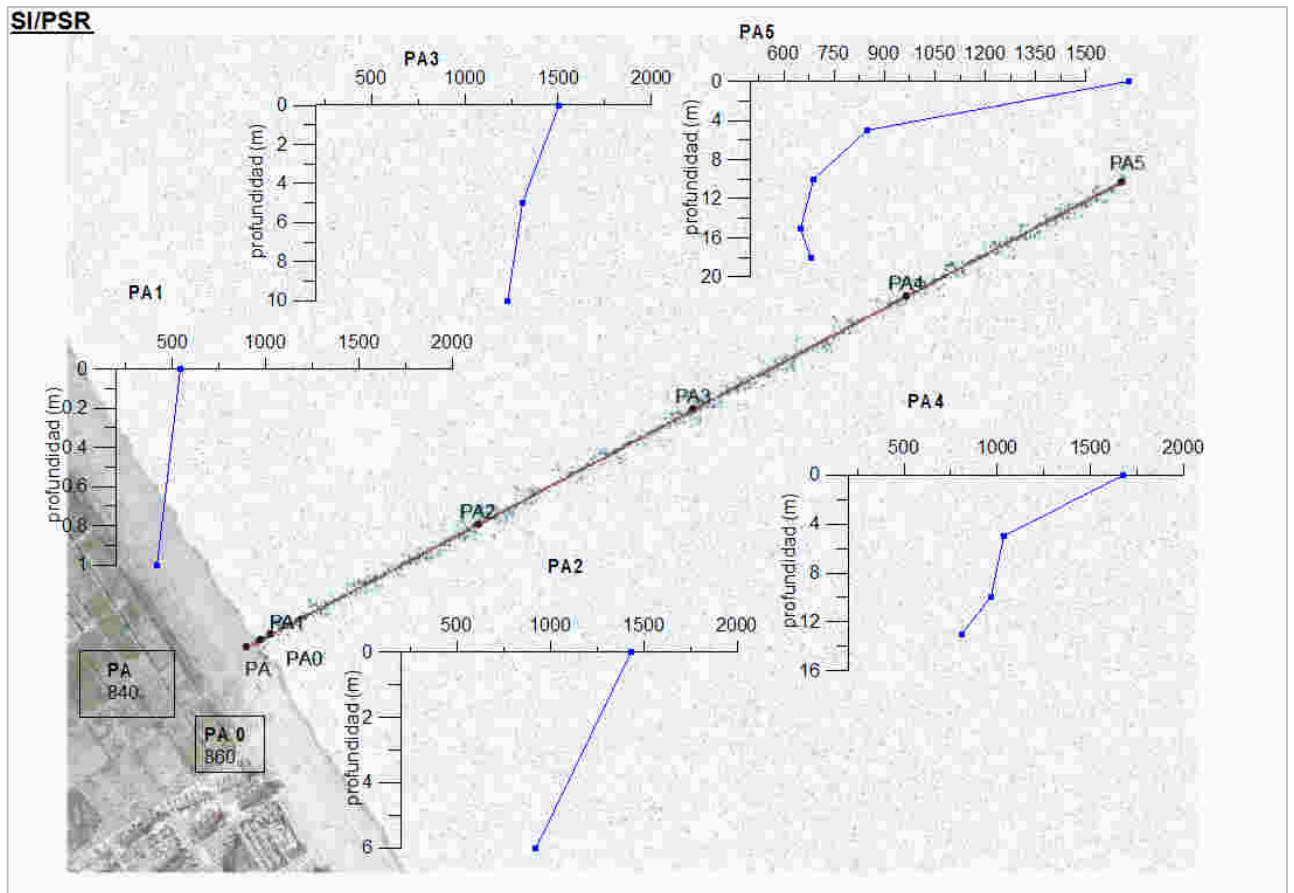 SI/PSR
PA3
500 1000 1500 2000
0
2
4
6
8
10
profundidad (m)
PA5
600 750 900 1050 1200 1350 1500
0
4
8
12
16
20
profundidad (m)
PA1
500 1000 1500 2000
0
0.2
0.4
0.6
0.8
1
profundidad (m)
PA4
500 1000 1500 2000
0
4
8
12
16
profundidad (m)
PA2
500 1000 1500 2000
0
2
4
6
profundidad (m)
PA5
PA4
PA3
PA2
PA1
PA0
PA
PA
840
PA 0
860